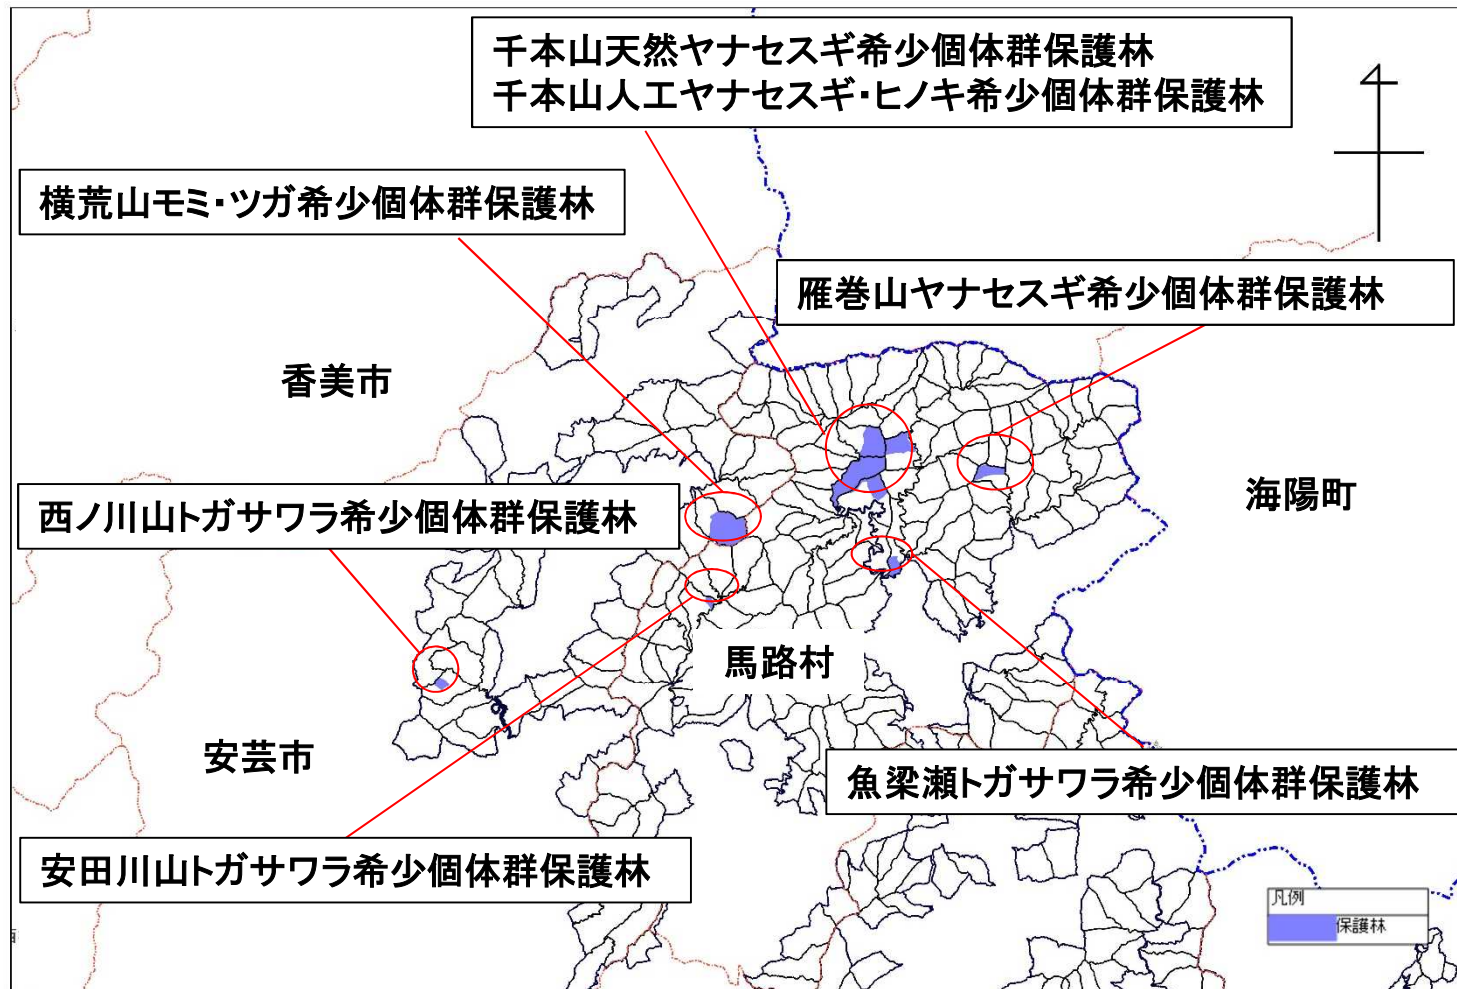 千本山天然ヤナセスギ希少個体群保護林
千本山人工ヤナセスギ・ヒノキ希少個体群保護林
横荒山モミ・ツガ希少個体群保護林
雁巻山ヤナセスギ希少個体群保護林
香美市
西ノ川山トガサワラ希少個体群保護林
海陽町
馬路村
安芸市
魚梁瀬トガサワラ希少個体群保護林
安田川山トガサワラ希少個体群保護林
凡例
保護林